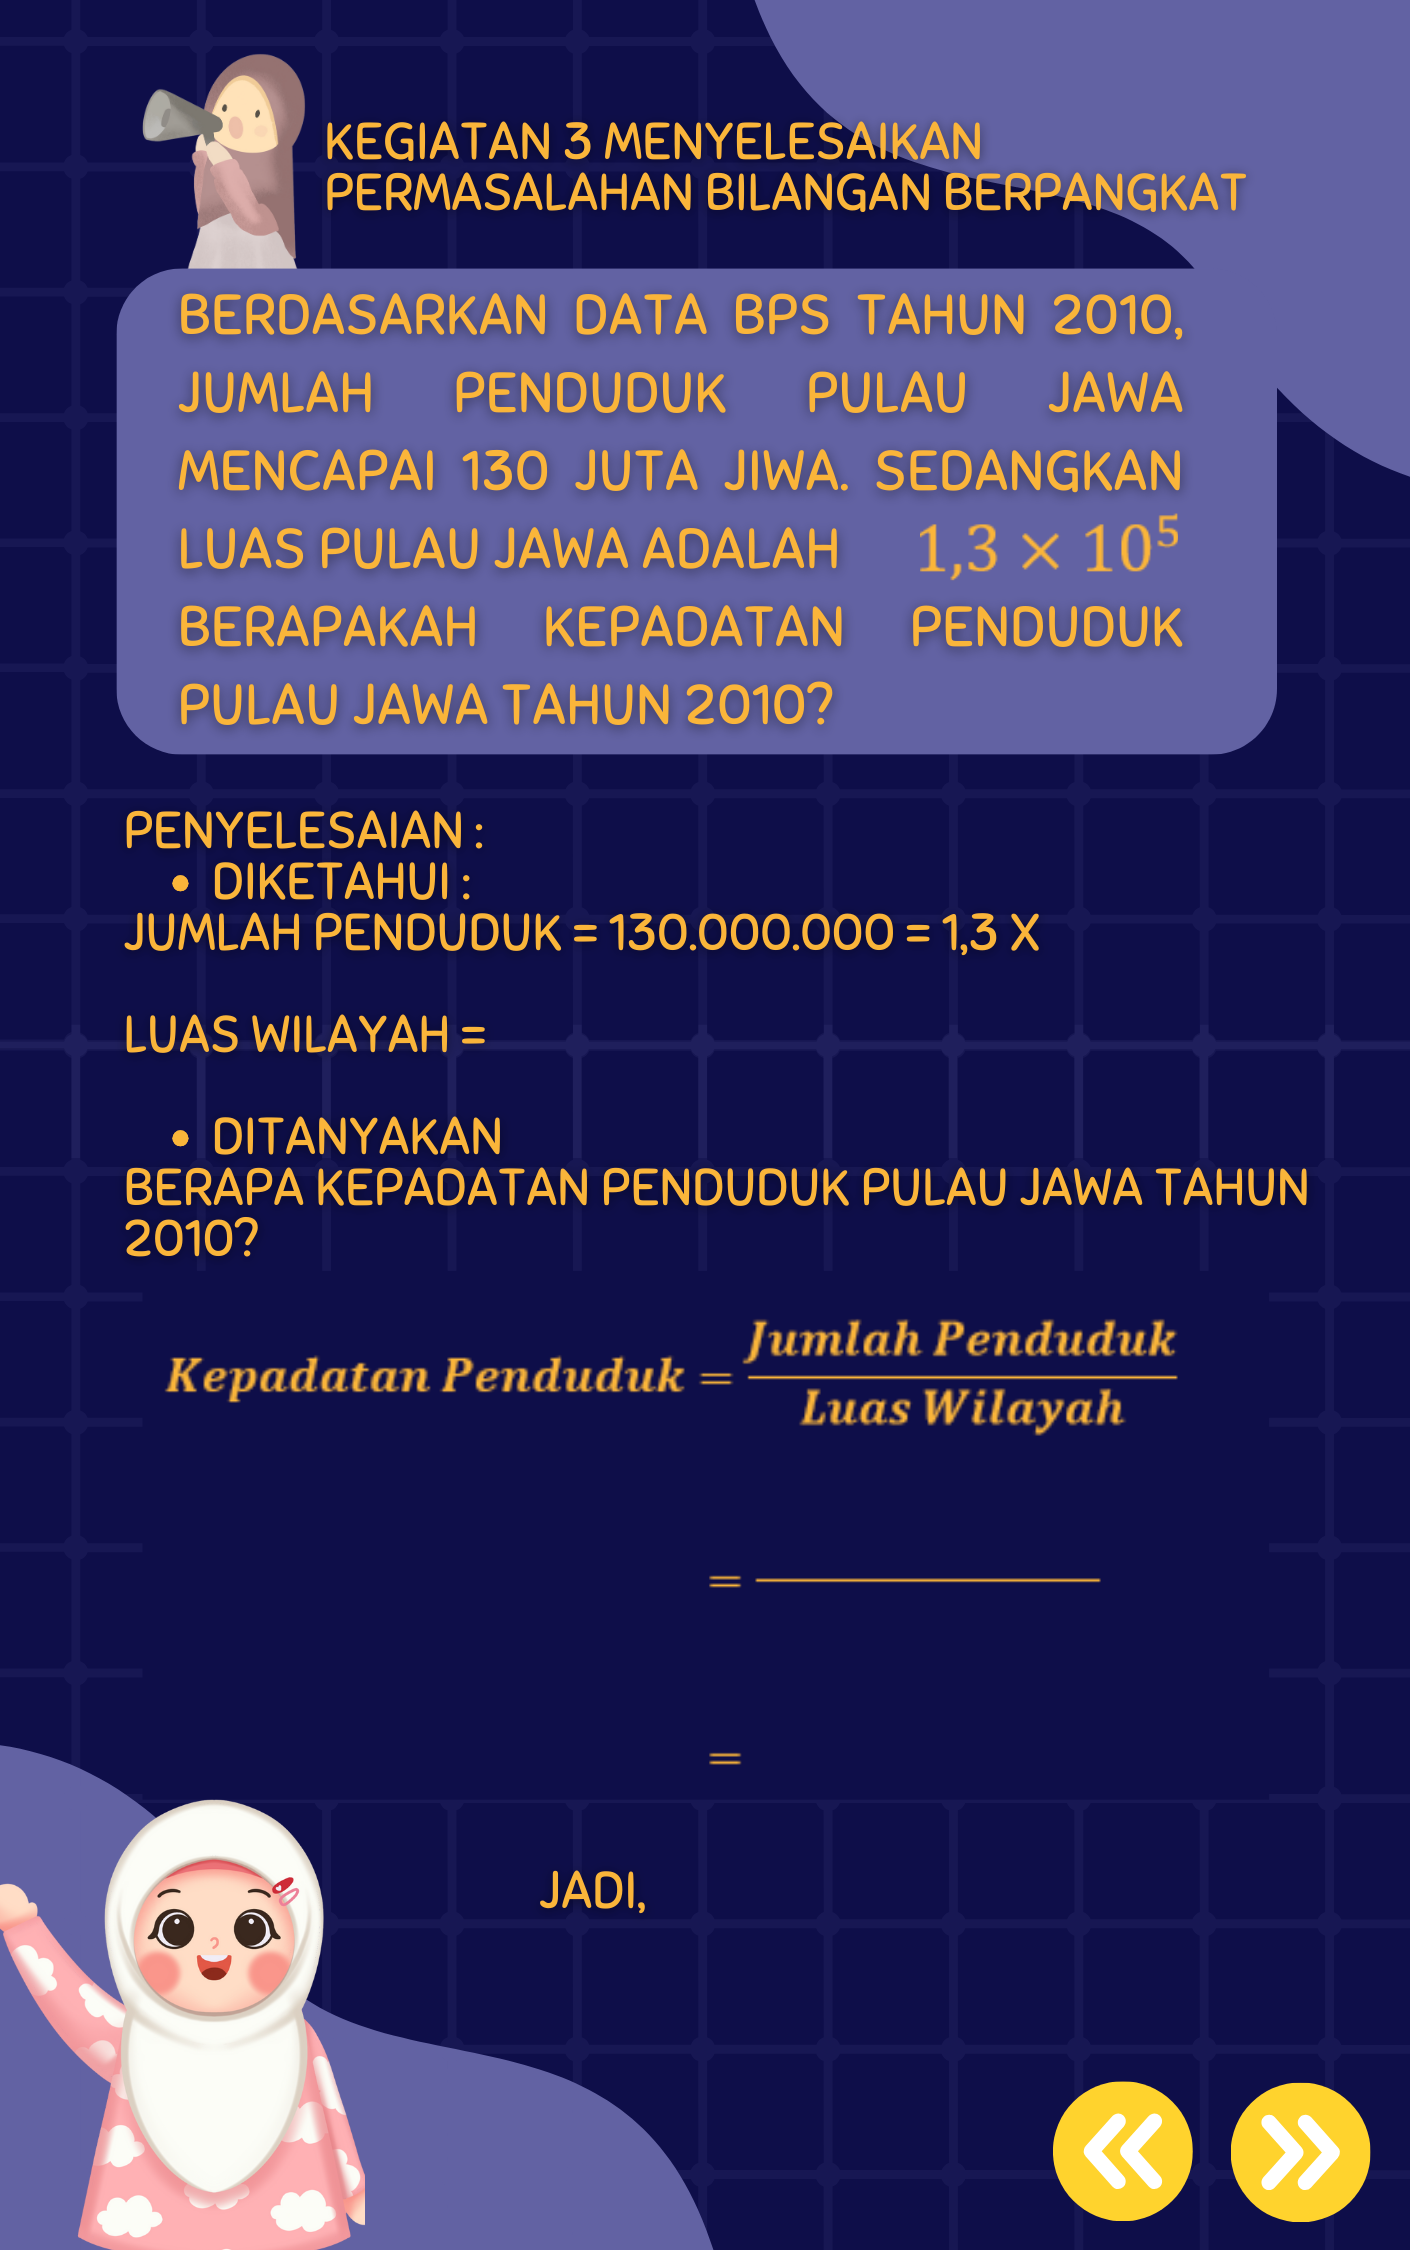 KEGIATAN 3 MENYELESAIKAN
PERMASALAHAN BILANGAN BERPANGKAT
BERDASARKAN DATA BPS TAHUN 2010,
JUMLAH PENDUDUK PULAU JAWA
MENCAPAI 130 JUTA JIWA. SEDANGKAN
LUAS PULAU JAWA ADALAH 1,3 × 10⁵
BERAPAKAH KEPADATAN PENDUDUK
PULAU JAWA TAHUN 2010?
PENYELESAIAN :
• DIKETAHUI :
JUMLAH PENDUDUK = 130.000.000 = 1,3 X
LUAS WILAYAH =
• DITANYAKAN
BERAPA KEPADATAN PENDUDUK PULAU JAWA TAHUN
2010?
Kepadatan Penduduk = Jumlah Penduduk
Luas Wilayah
=
=
JADI,